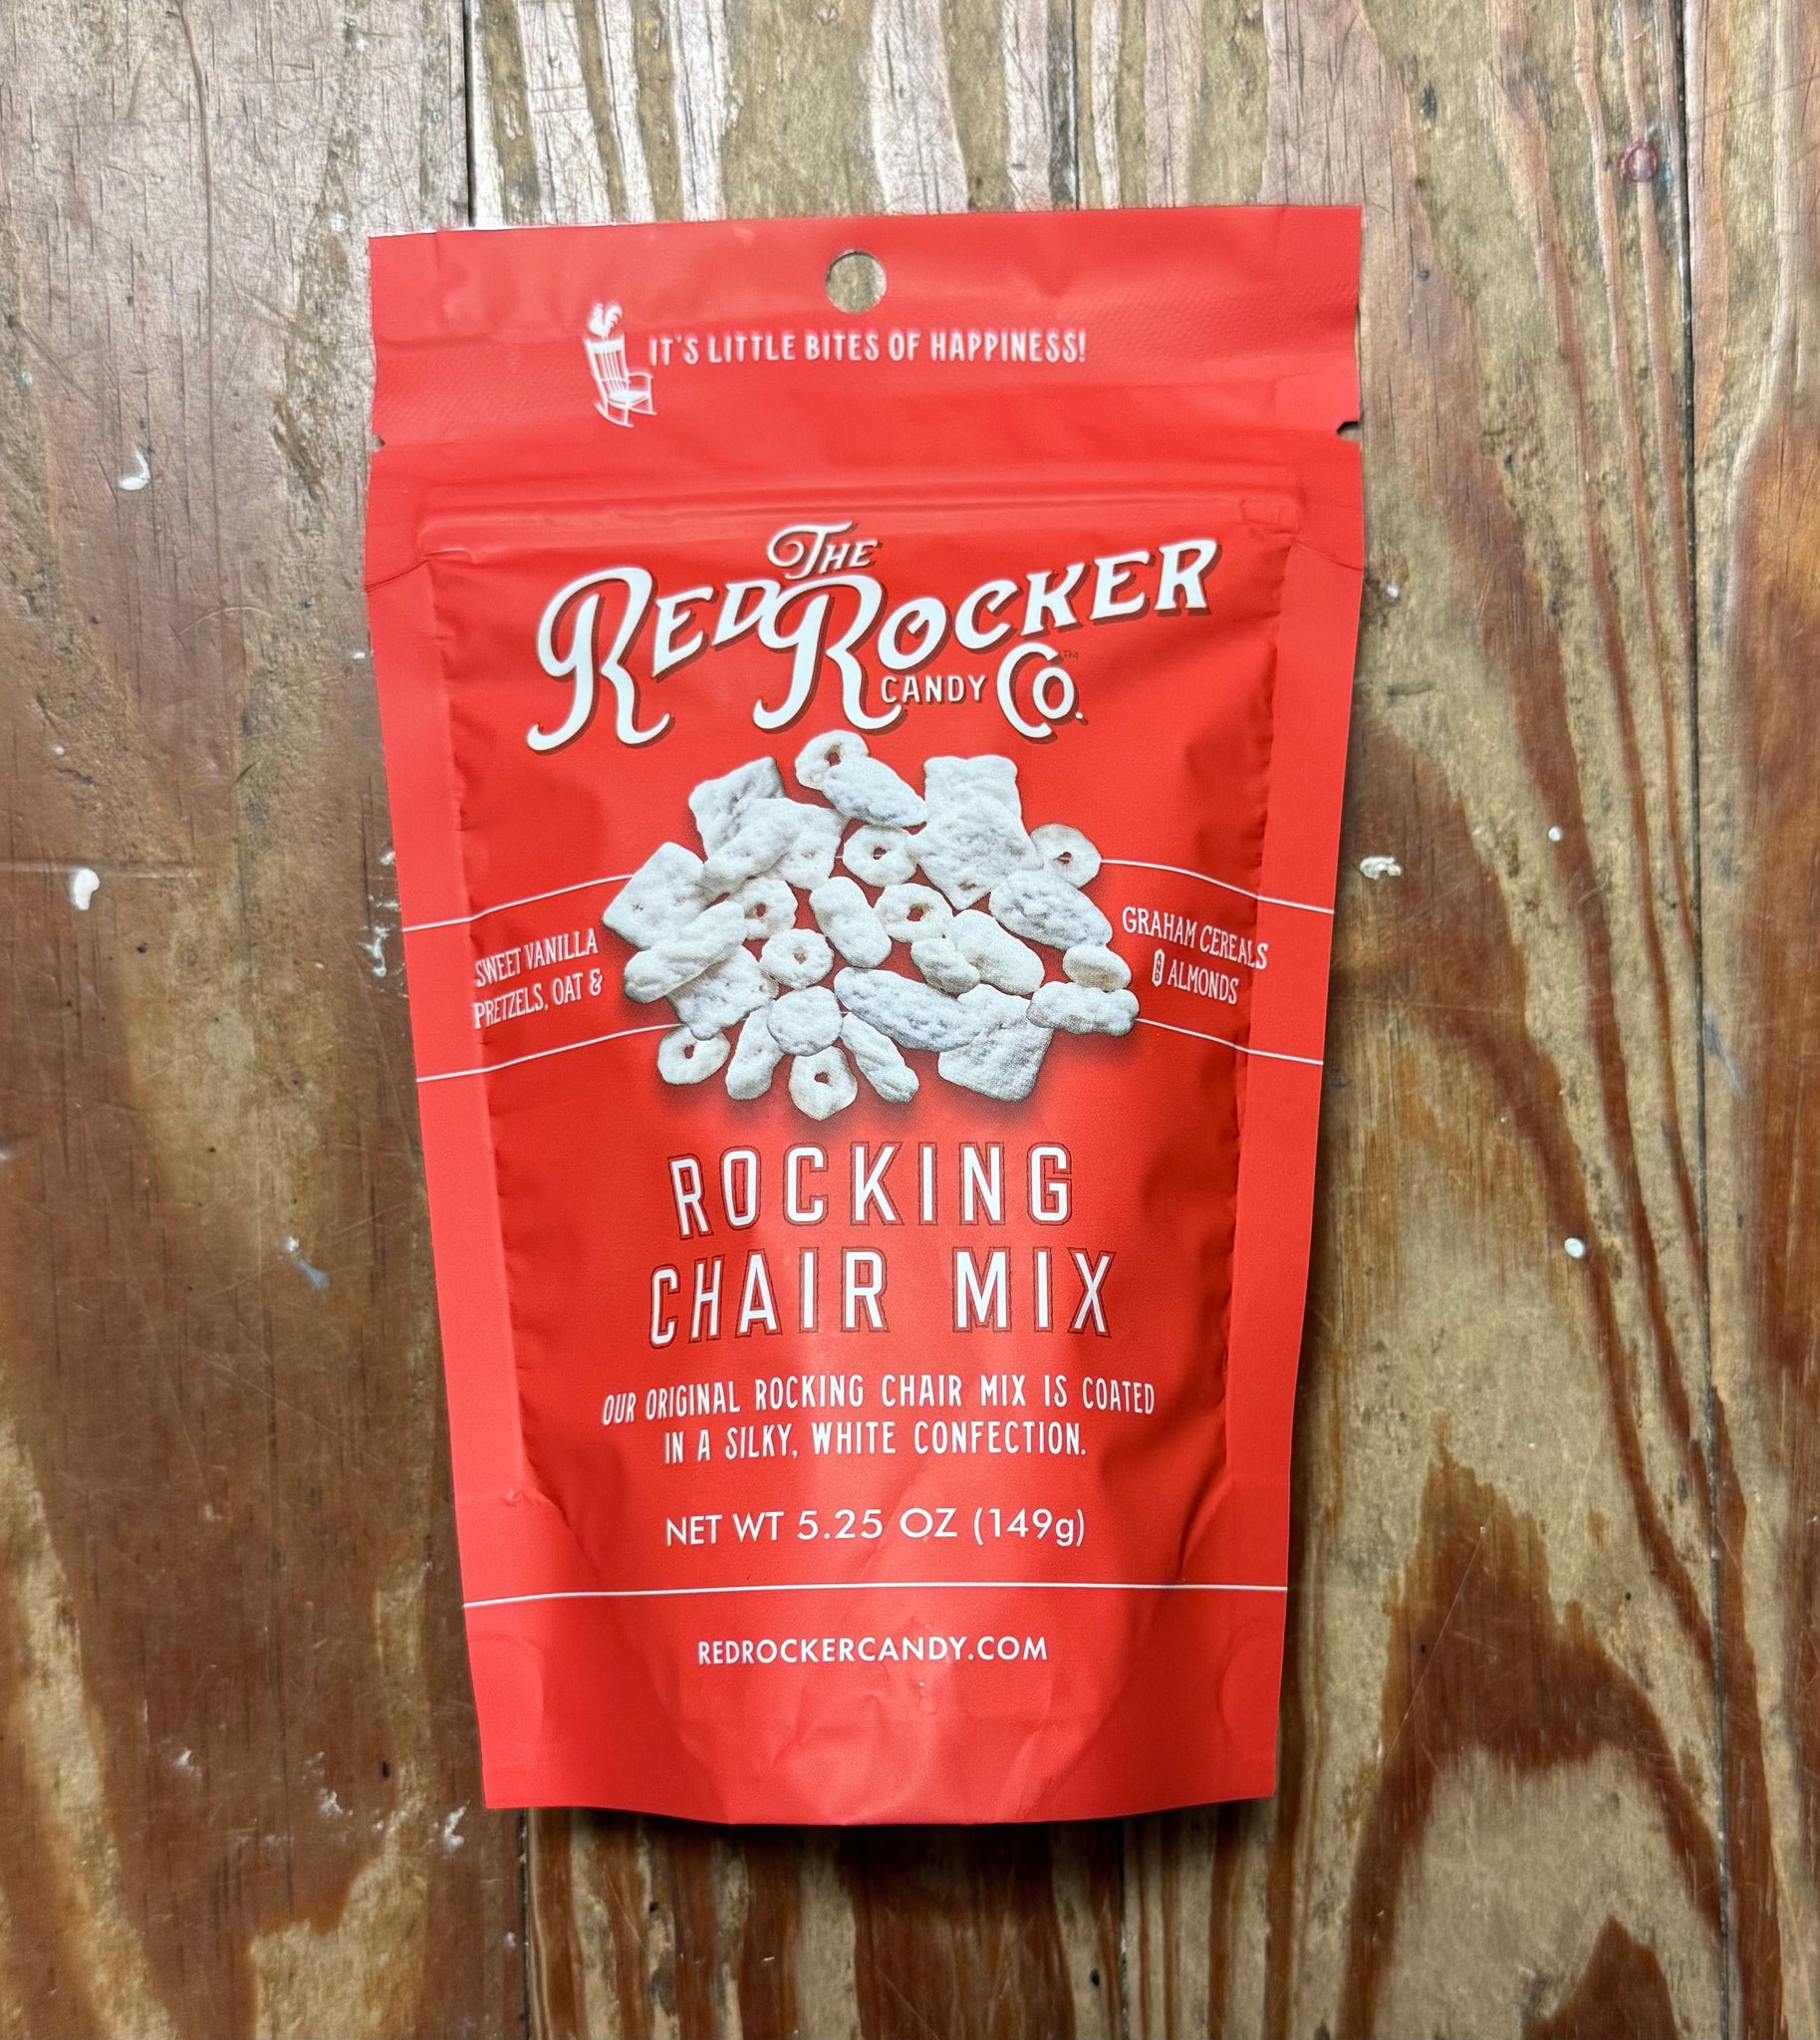 IT'S LITTLE BITES OF HAPPINESS!
THE
RED ROCKER
CANDY CO.™
SWEET VANILLA
PRETZELS, OAT &
GRAHAM CEREALS
& ALMONDS
ROCKING
CHAIR MIX
OUR ORIGINAL ROCKING CHAIR MIX IS COATED
IN A SILKY, WHITE CONFECTION.
NET WT 5.25 OZ (149g)
REDROCKERCANDY.COM